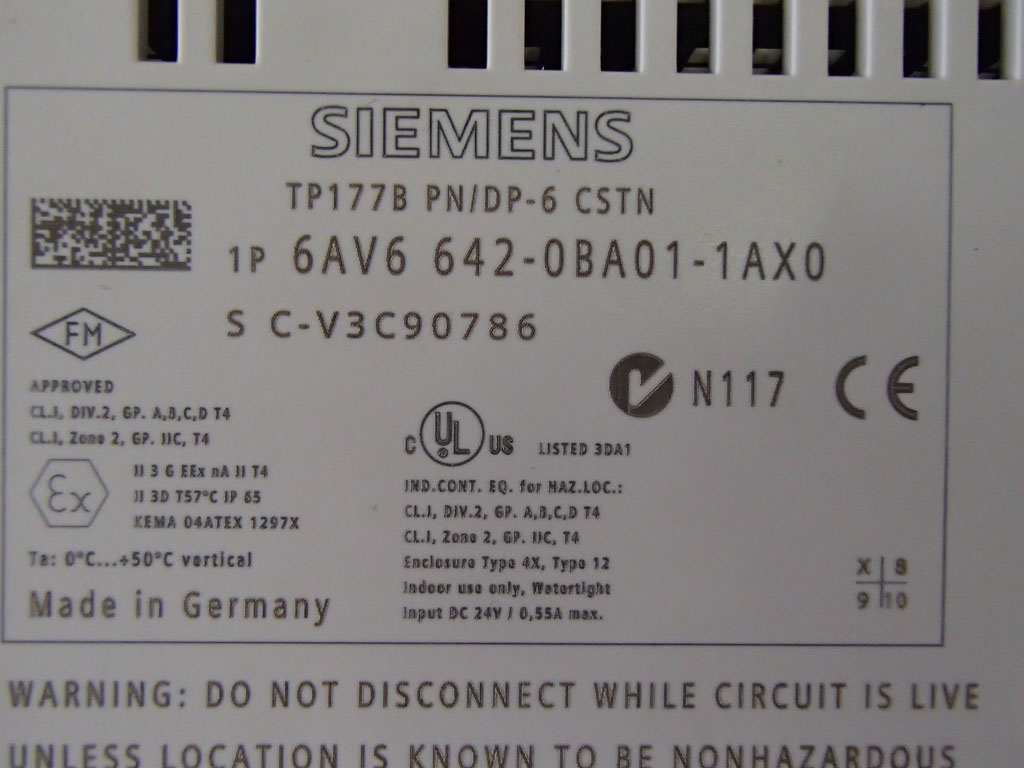 SIEMENS
TP177B PN/DP-6 CSTN
1P 6AV6 642-0BA01-1AX0
S C-V3C90786
FM
APPROVED
CL.I, DIV.2, GP. A,B,C,D T4
CL.I, Zone 2, GP. IIC, T4
N117 CE
C UL ® US LISTED 3DA1
Ex
II 3 G EEx nA II T4
II 3D T57°C IP 65
KEMA 04ATEX 1297X
IND.CONT. EQ. for HAZ.LOC.:
CL.I, DIV.2, GP. A,B,C,D T4
CL.I, Zone 2, GP. IIC, T4
Enclosure Type 4X, Type 12
Indoor use only, Watertight
Input DC 24V / 0,55A max.
Ta: 0°C...+50°C vertical
Made in Germany
X 8
9 10
WARNING: DO NOT DISCONNECT WHILE CIRCUIT IS LIVE
UNLESS LOCATION IS KNOWN TO BE NONHAZARDOUS